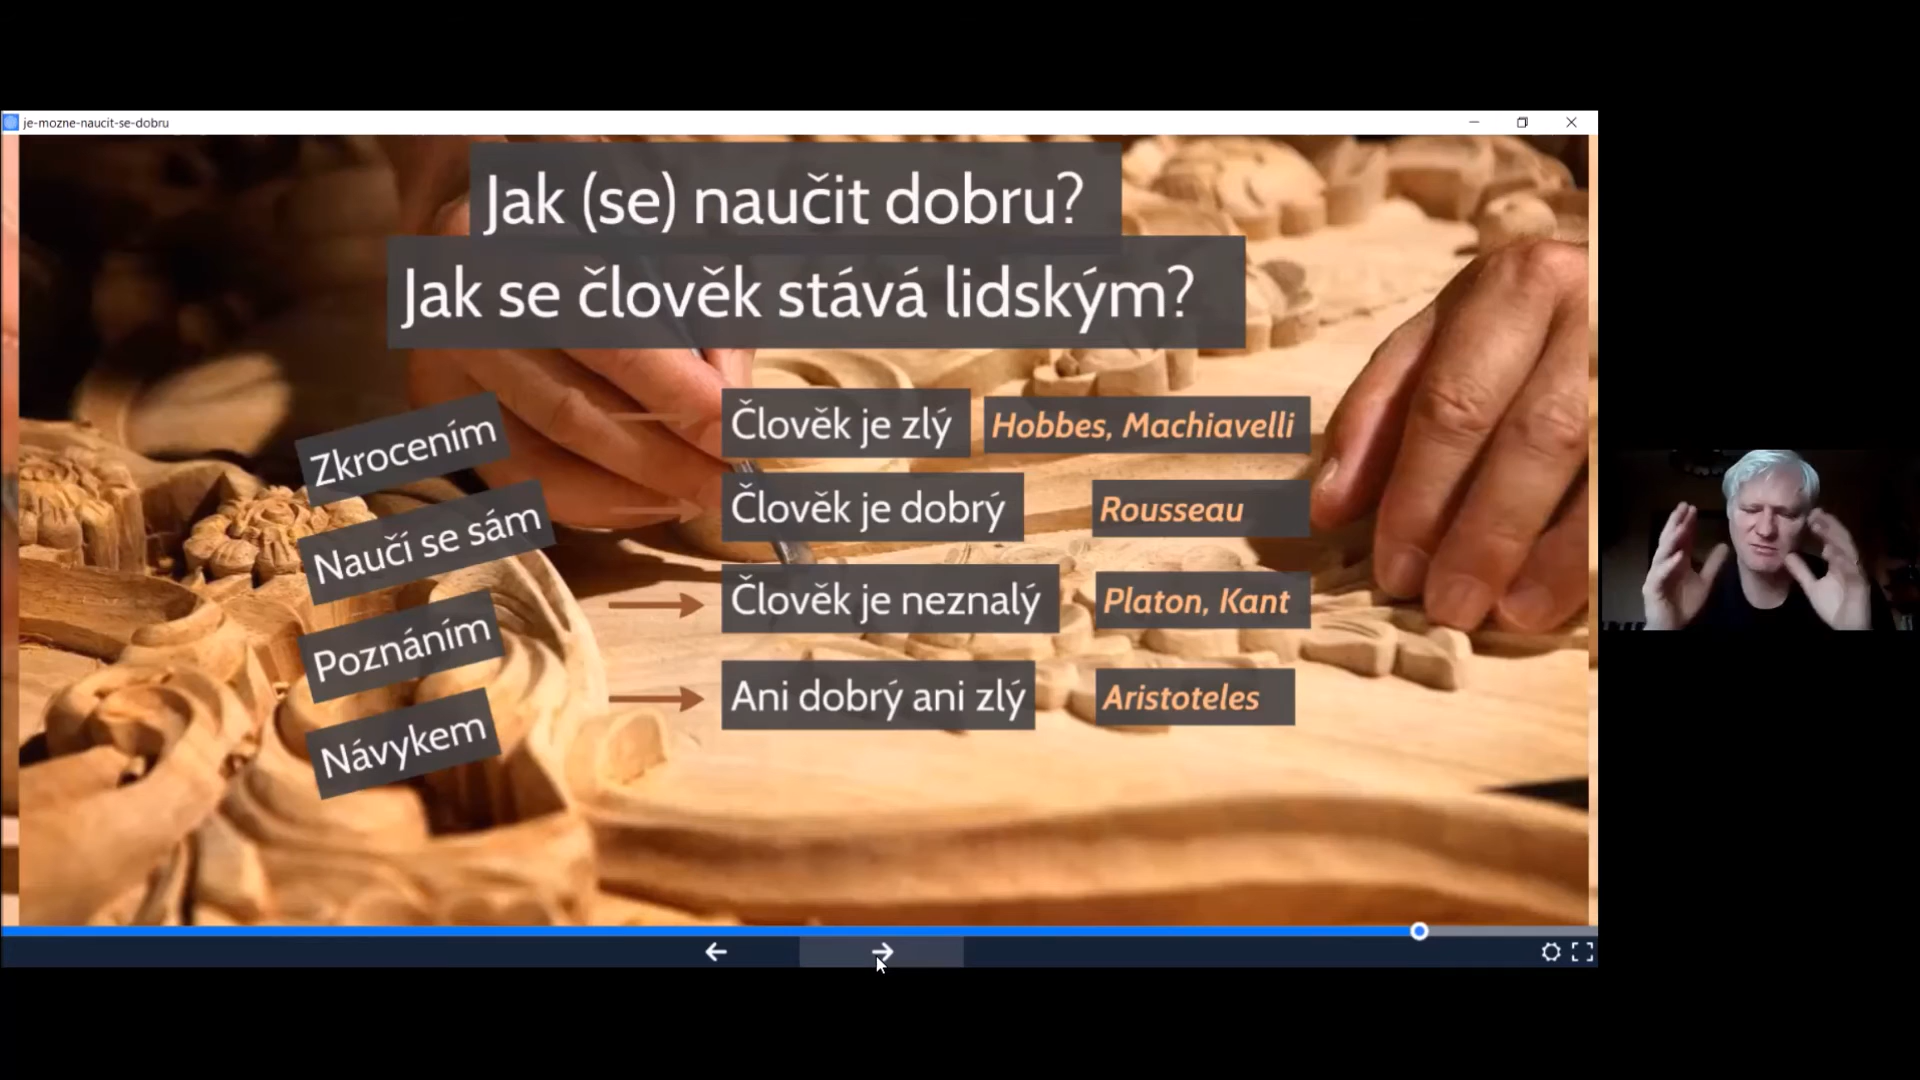 je-mozne-naucit-se-dobru
Jak (se) naučit dobru?
Jak se člověk stává lidským?
Zkrocením
Člověk je zlý
Hobbes, Machiavelli
Naučí se sám
Člověk je dobrý
Rousseau
Poznáním
Člověk je neznalý
Platon, Kant
Návykem
Ani dobrý ani zlý
Aristoteles